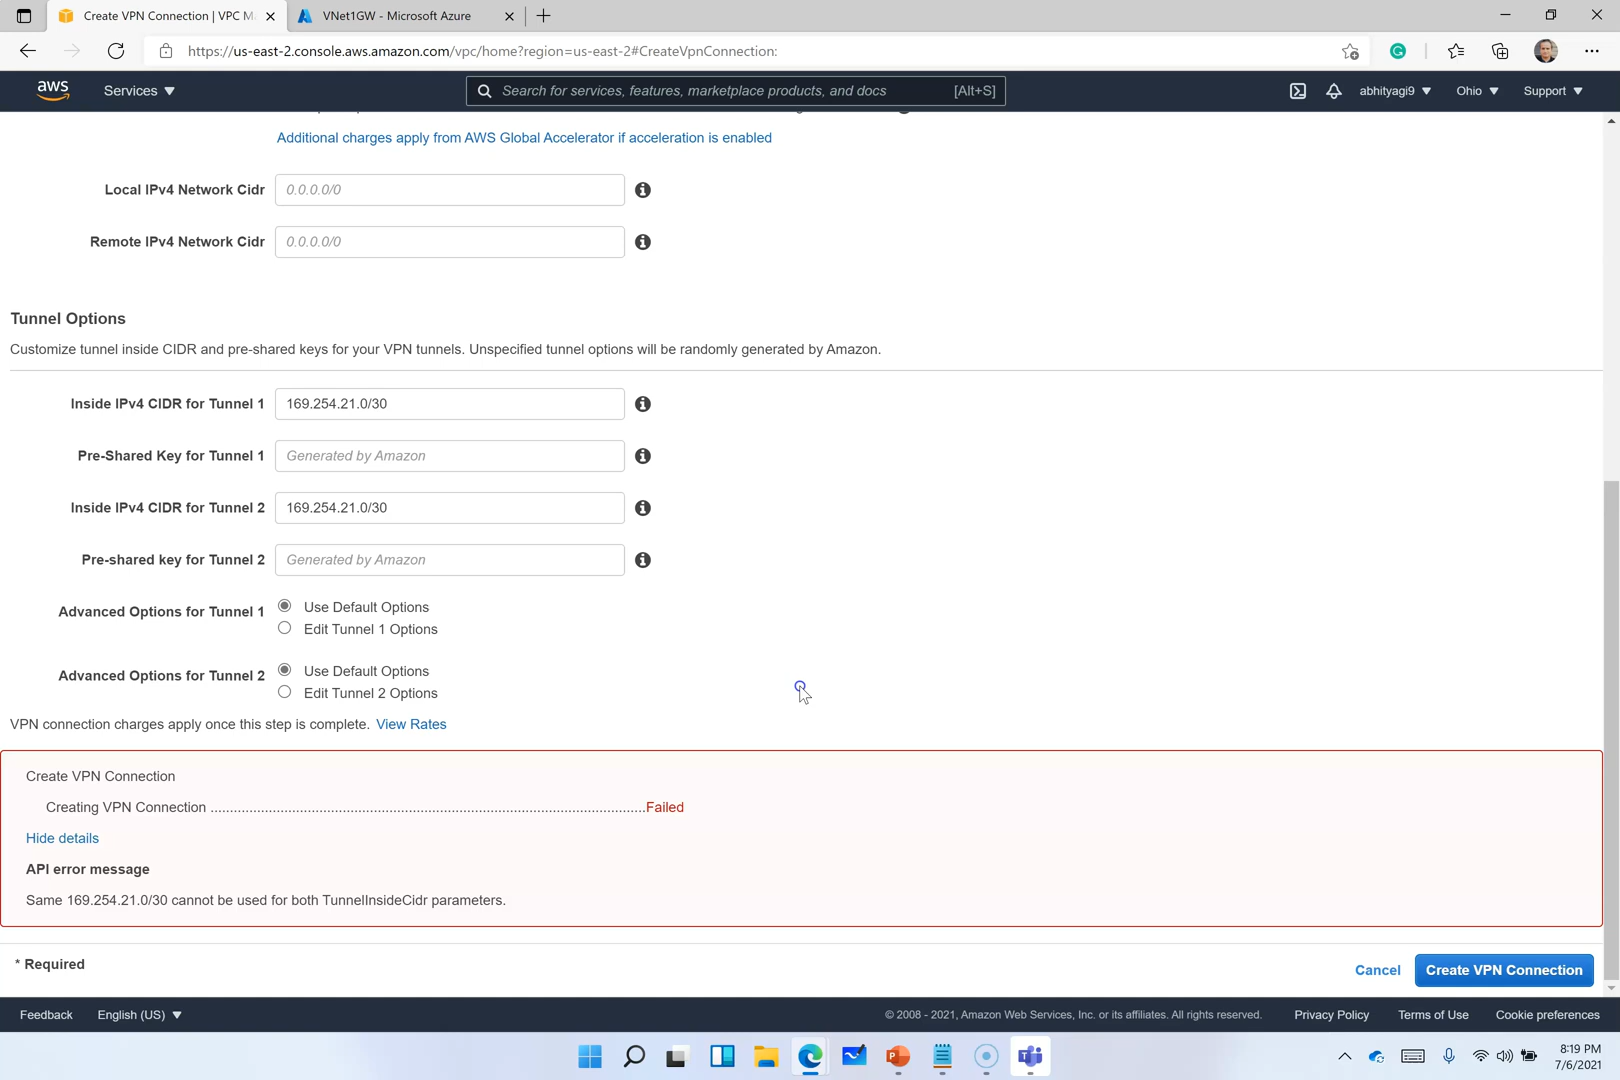 Create VPN Connection | VPC M
VNet1GW - Microsoft Azure
https://us-east-2.console.aws.amazon.com/vpc/home?region=us-east-2#CreateVpnConnection:
aws
Services
Search for services, features, marketplace products, and docs
[Alt+S]
abhityagi9
Ohio
Support
Additional charges apply from AWS Global Accelerator if acceleration is enabled
Local IPv4 Network Cidr
0.0.0.0/0
Remote IPv4 Network Cidr
0.0.0.0/0
Tunnel Options
Customize tunnel inside CIDR and pre-shared keys for your VPN tunnels. Unspecified tunnel options will be randomly generated by Amazon.
Inside IPv4 CIDR for Tunnel 1
169.254.21.0/30
Pre-Shared Key for Tunnel 1
Generated by Amazon
Inside IPv4 CIDR for Tunnel 2
169.254.21.0/30
Pre-shared key for Tunnel 2
Generated by Amazon
Advanced Options for Tunnel 1
Use Default Options
Edit Tunnel 1 Options
Advanced Options for Tunnel 2
Use Default Options
Edit Tunnel 2 Options
VPN connection charges apply once this step is complete. View Rates
Create VPN Connection
Creating VPN Connection ..........................................................................................................Failed
Hide details
API error message
Same 169.254.21.0/30 cannot be used for both TunnelInsideCidr parameters.
* Required
Cancel
Create VPN Connection
Feedback
English (US)
© 2008 - 2021, Amazon Web Services, Inc. or its affiliates. All rights reserved.
Privacy Policy
Terms of Use
Cookie preferences
8:19 PM
7/6/2021